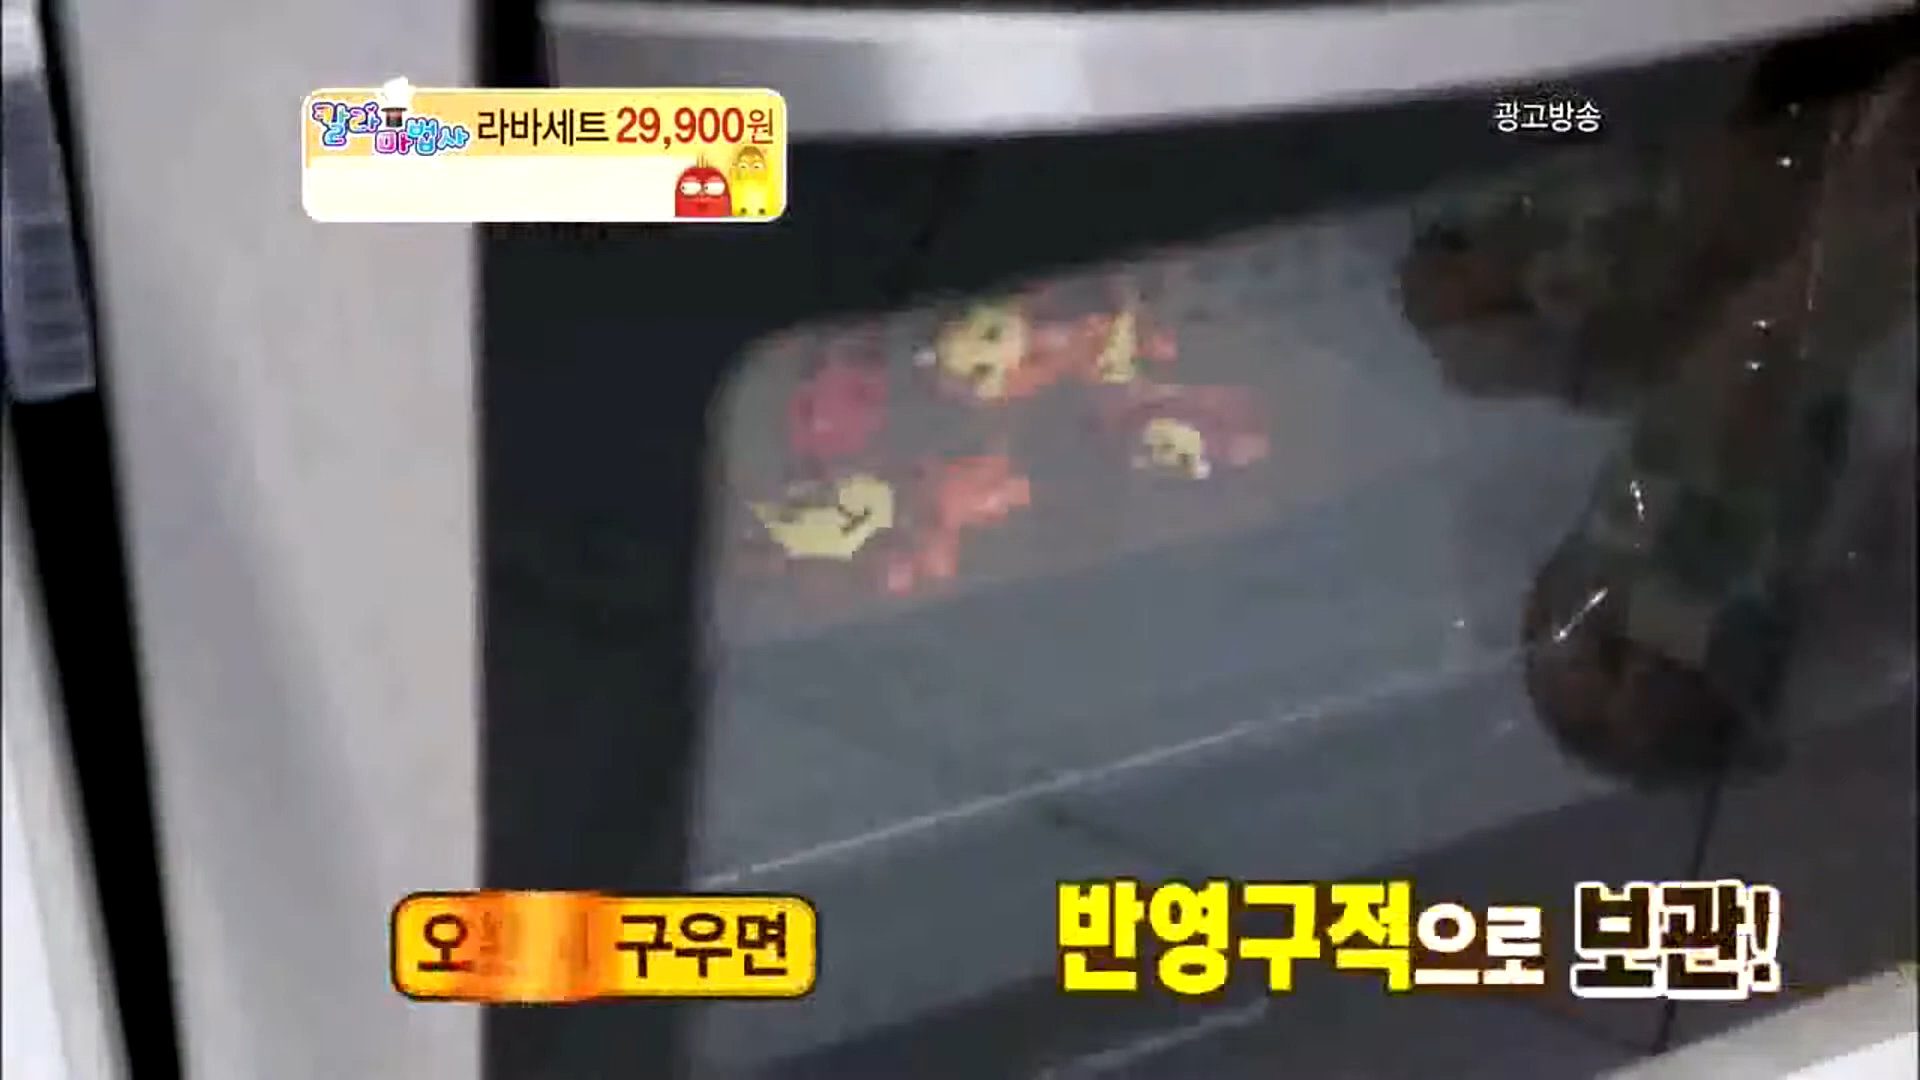 칼라마법사 라바세트 29,900원
광고방송
구우면
반영구적으로 보관!